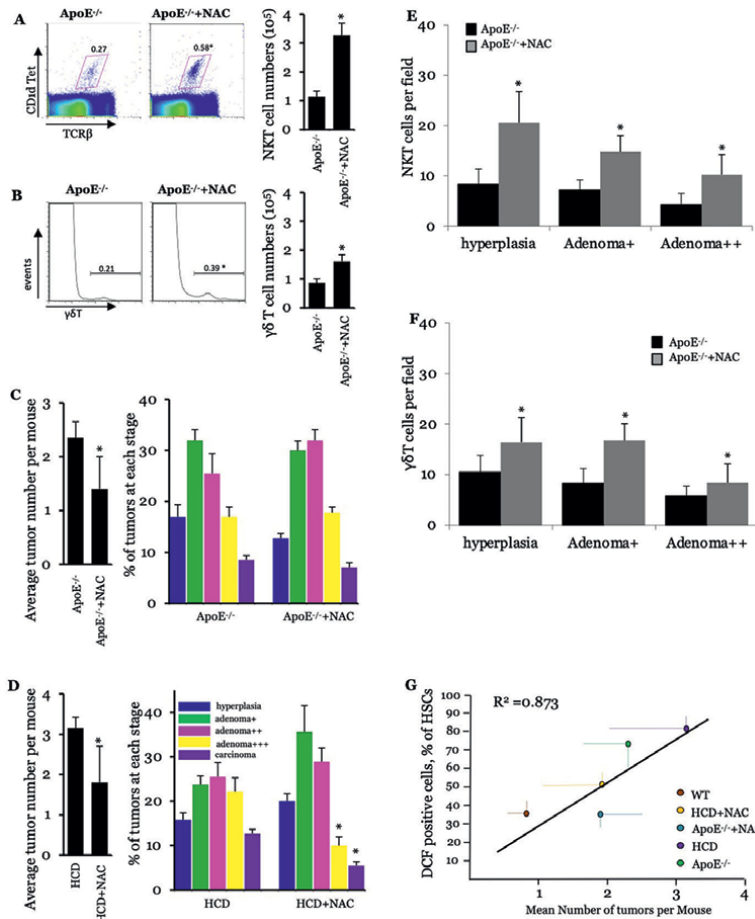 A
ApoE-/-
ApoE-/-+NAC
0.27
0.58*
CD1d Tet
TCRβ
NKT cell numbers (10⁵)
4
3
2
1
0
*
ApoE-/-
ApoE-/-+NAC
B
ApoE-/-
ApoE-/-+NAC
0.21
0.39 *
events
γδT
γδT cell numbers (10⁵)
4
3
2
1
0
*
ApoE-/-
ApoE-/-+NAC
C
Average tumor number per mouse
3
2
1
0
*
ApoE-/-
ApoE-/-+NAC
% of tumors at each stage
40
30
20
10
0
ApoE-/-
ApoE-/-+NAC
D
Average tumor number per mouse
4
3
2
1
0
*
HCD
HCD+NAC
% of tumors at each stage
40
30
20
10
0
hyperplasia
adenoma+
adenoma++
adenoma+++
carcinoma
* *
HCD
HCD+NAC
E
ApoE-/-
ApoE-/-+NAC
NKT cells per field
40
30
20
10
0
* * *
hyperplasia Adenoma+ Adenoma++
F
ApoE-/-
ApoE-/-+NAC
γδT cells per field
40
30
20
10
0
* * *
hyperplasia Adenoma+ Adenoma++
G
R² =0.873
DCF positive cells, % of HSCs
100
90
80
70
60
50
40
30
20
10
WT
HCD+NAC
ApoE-/-+NA
HCD
ApoE-/-
1 2 3 4
Mean Number of tumors per Mouse